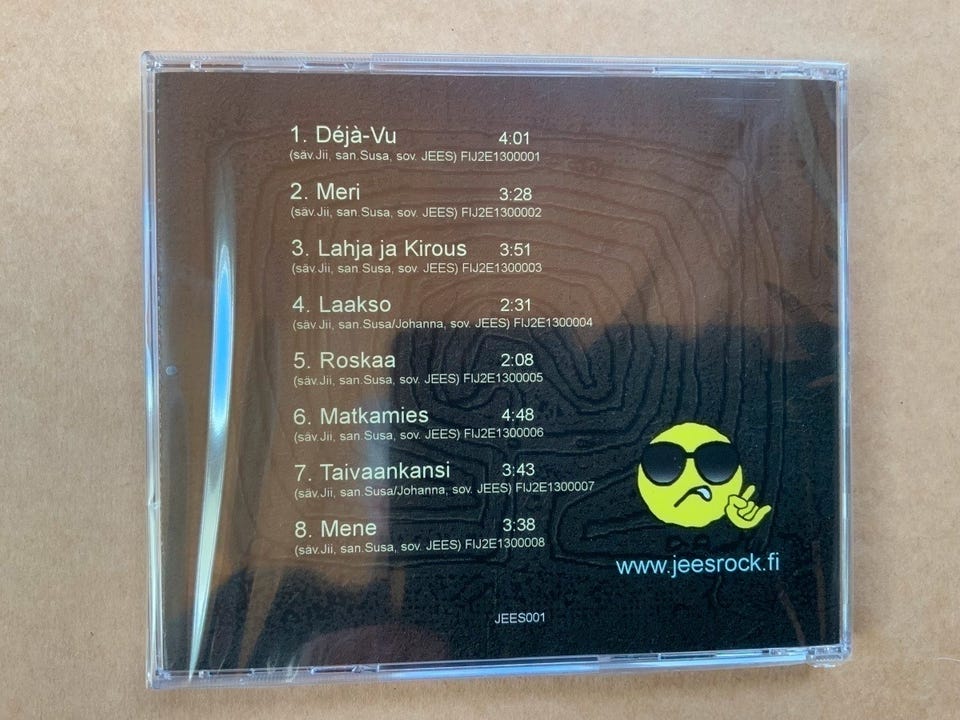 1. Déjà-Vu 4:01
(säv.Jii, san.Susa, sov. JEES) FIJ2E1300001
2. Meri 3:28
(säv.Jii, san.Susa, sov. JEES) FIJ2E1300002
3. Lahja ja Kirous 3:51
(säv.Jii, san.Susa, sov. JEES) FIJ2E1300003
4. Laakso 2:31
(säv.Jii, san.Susa/Johanna, sov. JEES) FIJ2E1300004
5. Roskaa 2:08
(säv.Jii, san.Susa, sov. JEES) FIJ2E1300005
6. Matkamies 4:48
(säv.Jii, san.Susa, sov. JEES) FIJ2E1300006
7. Taivaankansi 3:43
(säv.Jii, san.Susa/Johanna, sov. JEES) FIJ2E1300007
8. Mene 3:38
(säv.Jii, san.Susa, sov. JEES) FIJ2E1300008
www.jeesrock.fi
JEES001